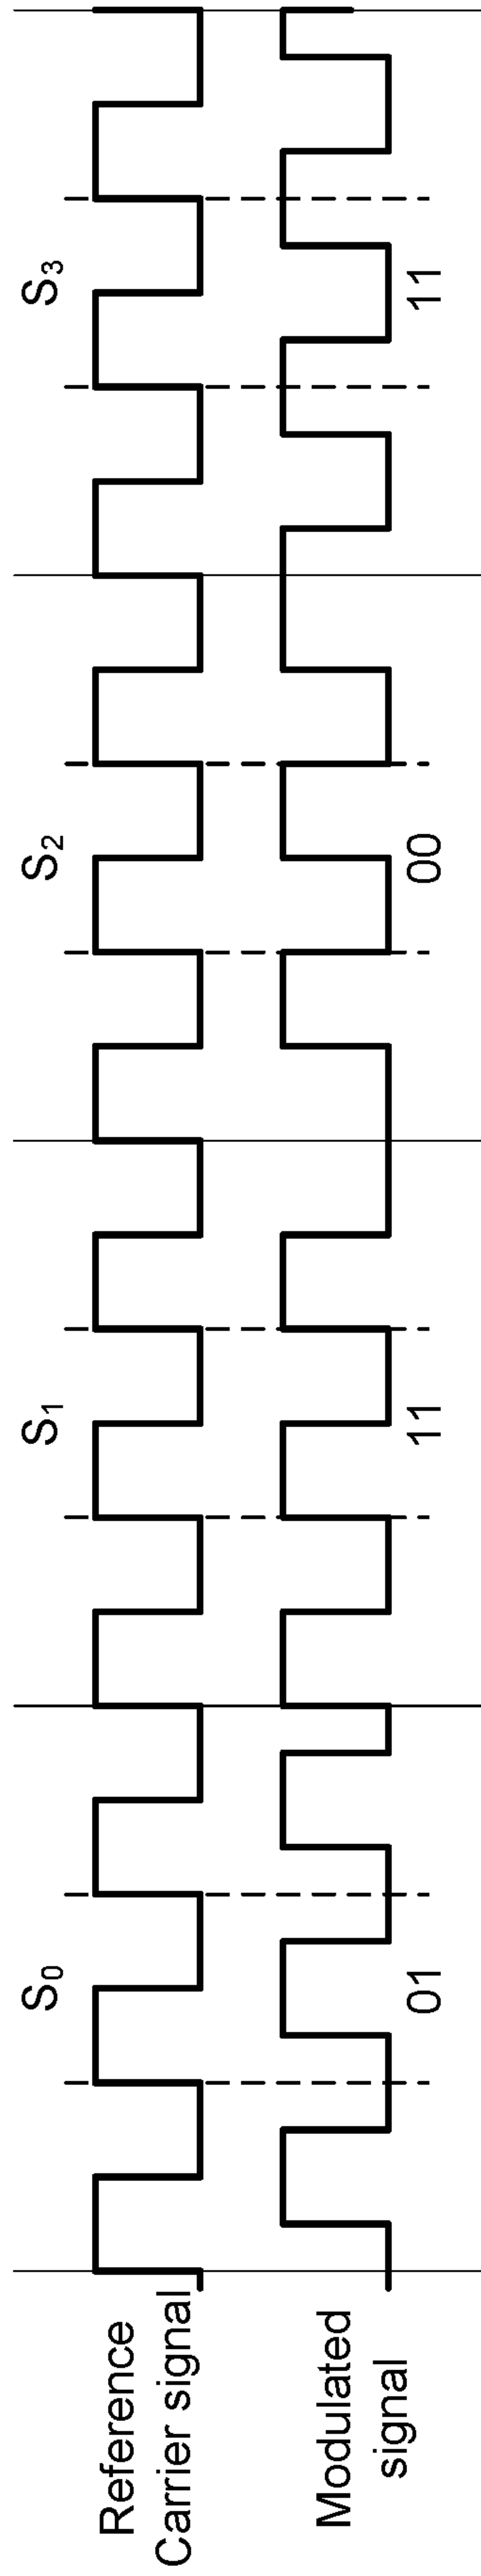 S0
S1
S2
S3
Reference
Carrier signal
Modulated
signal
01
11
00
11